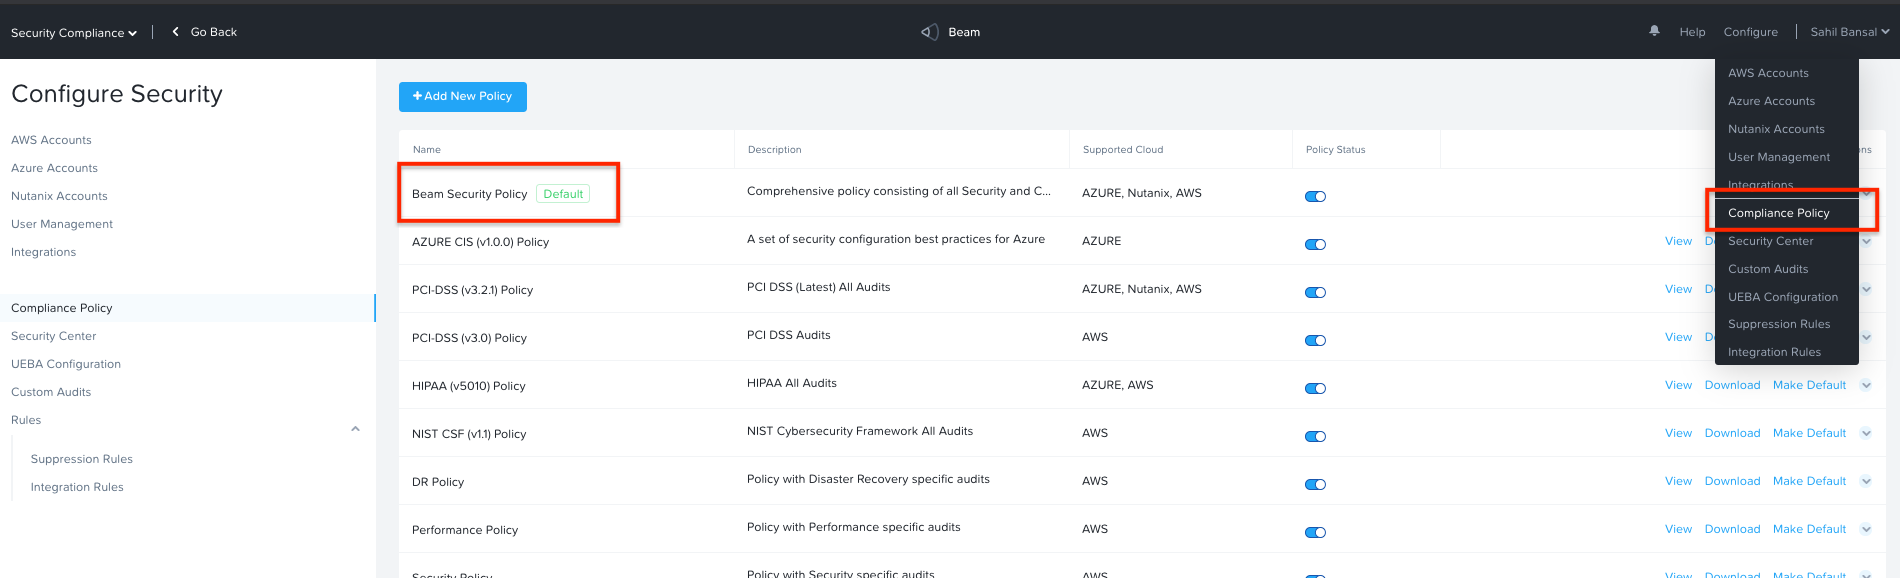 Security Compliance
Go Back
Beam
Help
Configure
Sahil Bansal
Configure Security
AWS Accounts
Azure Accounts
Nutanix Accounts
User Management
Integrations
Compliance Policy
Security Center
UEBA Configuration
Custom Audits
Rules
Suppression Rules
Integration Rules
+ Add New Policy
Name Description Supported Cloud Policy Status
Beam Security Policy Default Comprehensive policy consisting of all Security and C... AZURE, Nutanix, AWS
AZURE CIS (v1.0.0) Policy A set of security configuration best practices for Azure AZURE View
PCI-DSS (v3.2.1) Policy PCI DSS (Latest) All Audits AZURE, Nutanix, AWS View
PCI-DSS (v3.0) Policy PCI DSS Audits AWS View
HIPAA (v5010) Policy HIPAA All Audits AZURE, AWS View Download Make Default
NIST CSF (v1.1) Policy NIST Cybersecurity Framework All Audits AWS View Download Make Default
DR Policy Policy with Disaster Recovery specific audits AWS View Download Make Default
Performance Policy Policy with Performance specific audits AWS View Download Make Default
Security Policy Policy with Security specific audits AWS View Download Make Default
AWS Accounts
Azure Accounts
Nutanix Accounts
User Management
Integrations
Compliance Policy
Security Center
Custom Audits
UEBA Configuration
Suppression Rules
Integration Rules